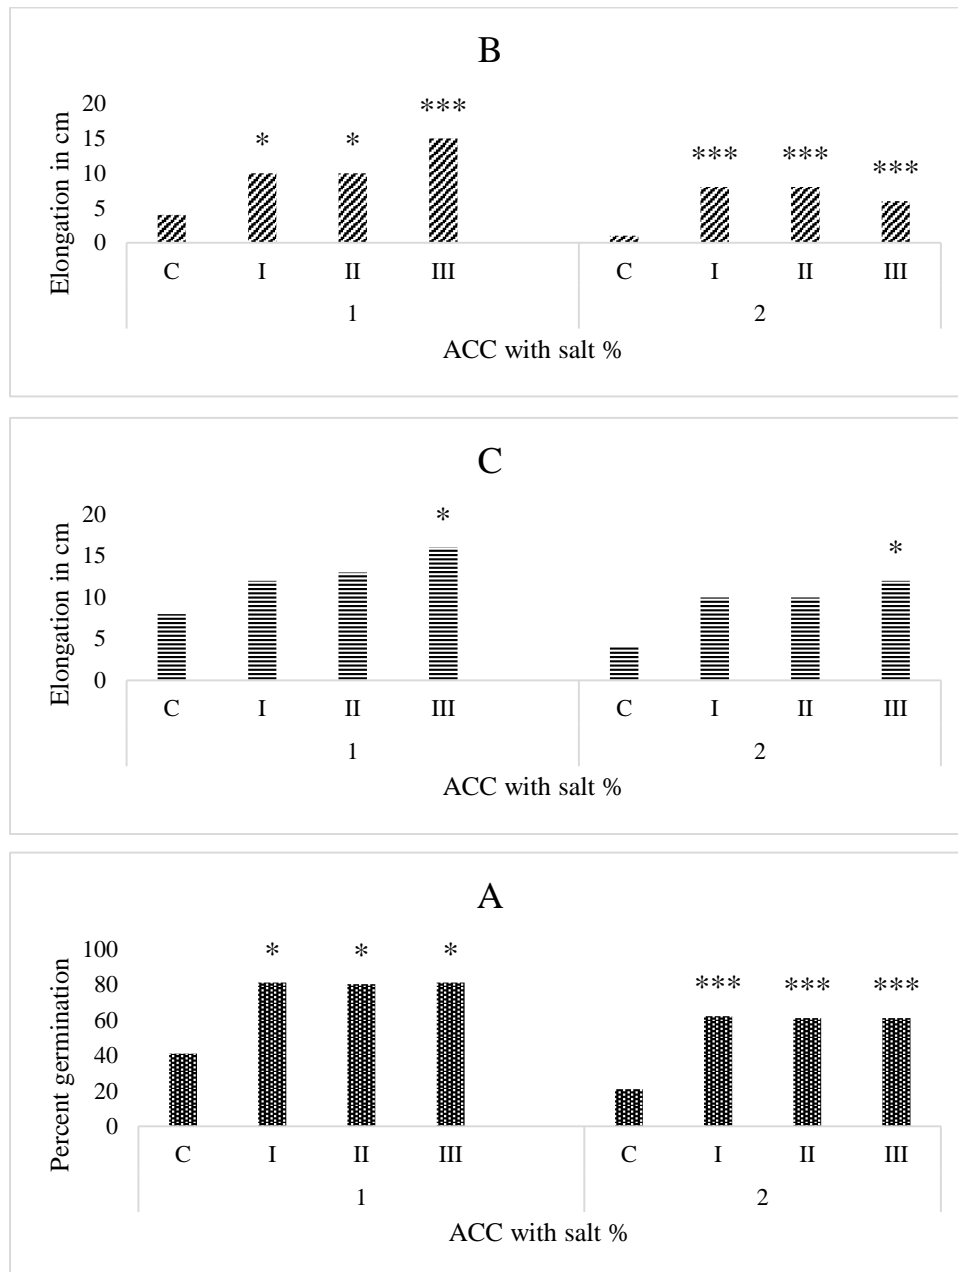 B
Elongation in cm
20
15
10
5
0
* * *** *** *** ***
C I II III C I II III
1 2
ACC with salt %
C
Elongation in cm
20
15
10
5
0
* *
C I II III C I II III
1 2
ACC with salt %
A
Percent germination
100
80
60
40
20
0
* * * *** *** ***
C I II III C I II III
1 2
ACC with salt %